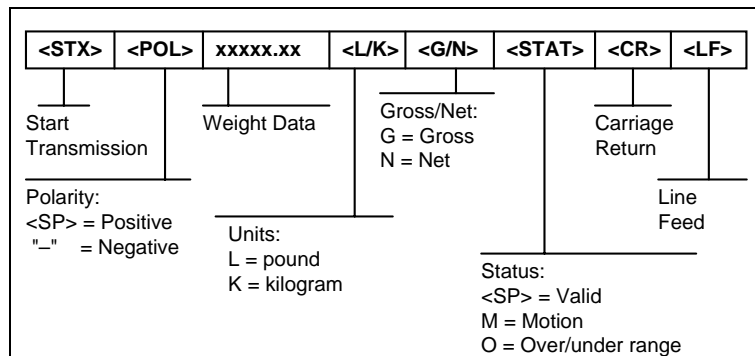 <STX> <POL> xxxxx.xx <L/K> <G/N> <STAT> <CR> <LF>
Start
Transmission
Weight Data
Gross/Net:
G = Gross
N = Net
Carriage
Return
Polarity:
<SP> = Positive
"–" = Negative
Line
Feed
Units:
L = pound
K = kilogram
Status:
<SP> = Valid
M = Motion
O = Over/under range